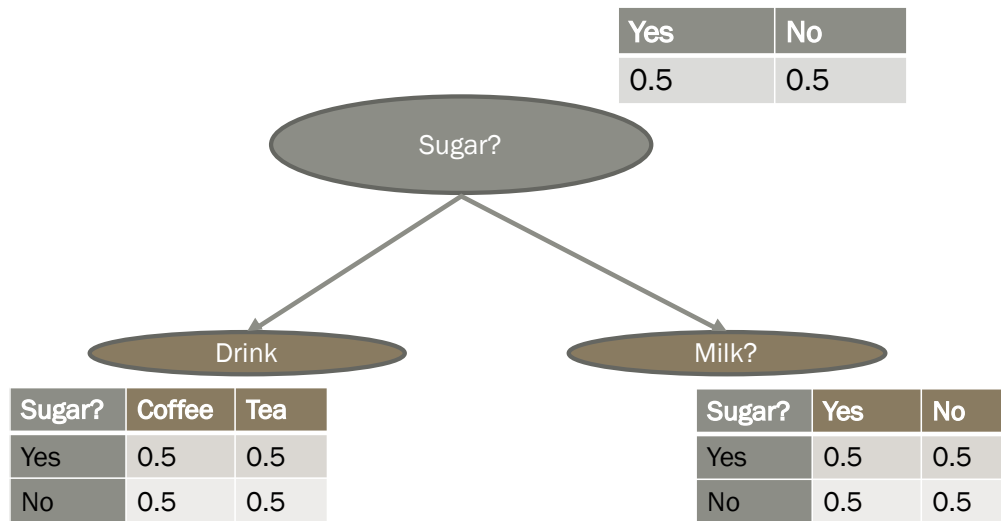 Yes No
0.5 0.5
Sugar?
Drink
Milk?
Sugar? Coffee Tea
Yes 0.5 0.5
No 0.5 0.5
Sugar? Yes No
Yes 0.5 0.5
No 0.5 0.5